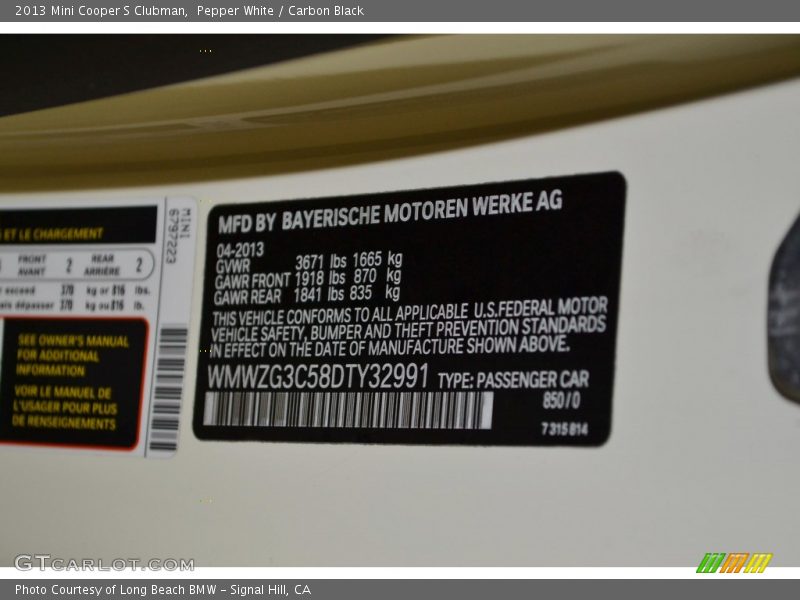 2013 Mini Cooper S Clubman,  Pepper White / Carbon Black
ET LE CHARGEMENT
FRONT
AVANT
2
REAR
ARRIÈRE
2
exceed 370 kg or 816 lbs.
dépasser 370 kg ou 816 lb.
MINI
6797223
SEE OWNER'S MANUAL
FOR ADDITIONAL
INFORMATION
VOIR LE MANUEL DE
L'USAGER POUR PLUS
DE RENSEIGNEMENTS
MFD BY BAYERISCHE MOTOREN WERKE AG
04-2013
GVWR 3671 lbs 1665 kg
GAWR FRONT 1918 lbs 870 kg
GAWR REAR 1841 lbs 835 kg
THIS VEHICLE CONFORMS TO ALL APPLICABLE U.S.FEDERAL MOTOR
VEHICLE SAFETY, BUMPER AND THEFT PREVENTION STANDARDS
IN EFFECT ON THE DATE OF MANUFACTURE SHOWN ABOVE.
WMWZG3C58DTY32991 TYPE: PASSENGER CAR
850/0
7 315 814
GTCARLOT.COM
Photo Courtesy of Long Beach BMW - Signal Hill, CA